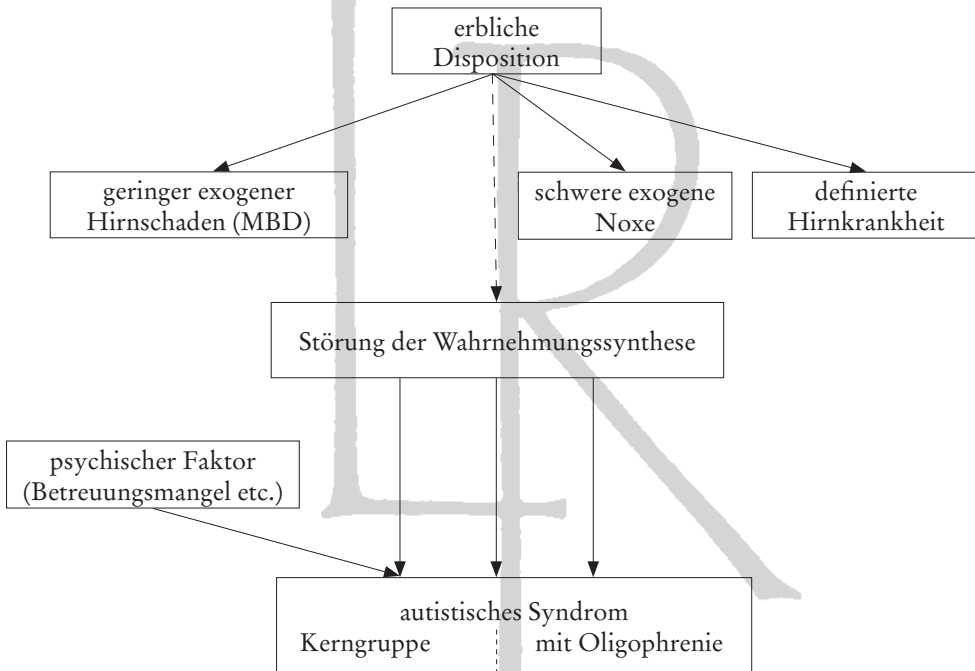 erbliche
Disposition
geringer exogener
Hirnschaden (MBD)
schwere exogene
Noxe
definierte
Hirnkrankheit
Störung der Wahrnehmungssynthese
psychischer Faktor
(Betreuungsmangel etc.)
autistisches Syndrom
Kerngruppe mit Oligophrenie
LR